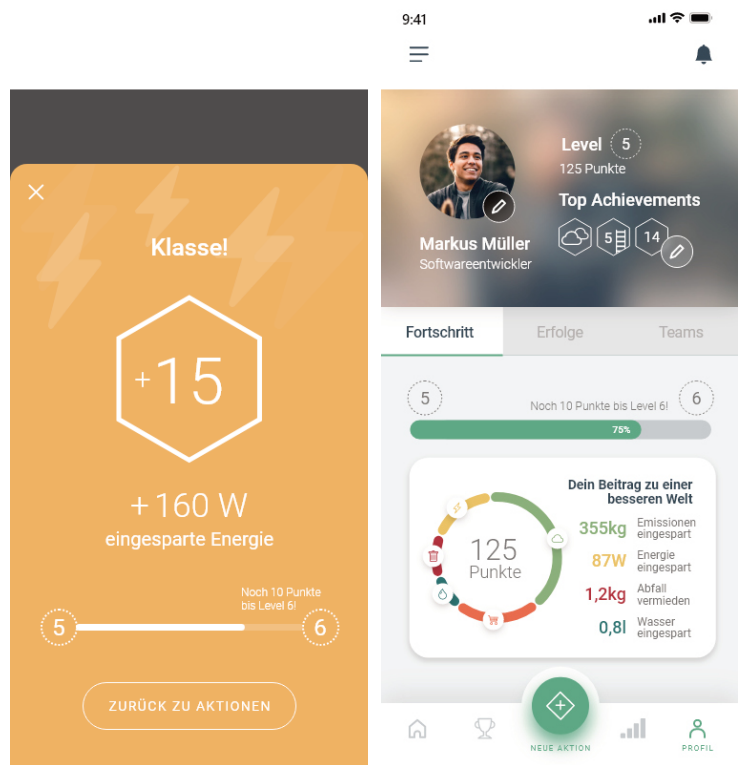 Klasse!
+15
+ 160 W
eingesparte Energie
Noch 10 Punkte
bis Level 6!
5
6
ZURÜCK ZU AKTIONEN
9:41
Level 5
125 Punkte
Top Achievements
5
14
Markus Müller
Softwareentwickler
Fortschritt
Erfolge
Teams
5
Noch 10 Punkte bis Level 6!
6
75%
Dein Beitrag zu einer
besseren Welt
125
Punkte
355kg
Emissionen
eingespart
87W
Energie
eingespart
1,2kg
Abfall
vermieden
0,8l
Wasser
eingespart
NEUE AKTION
PROFIL